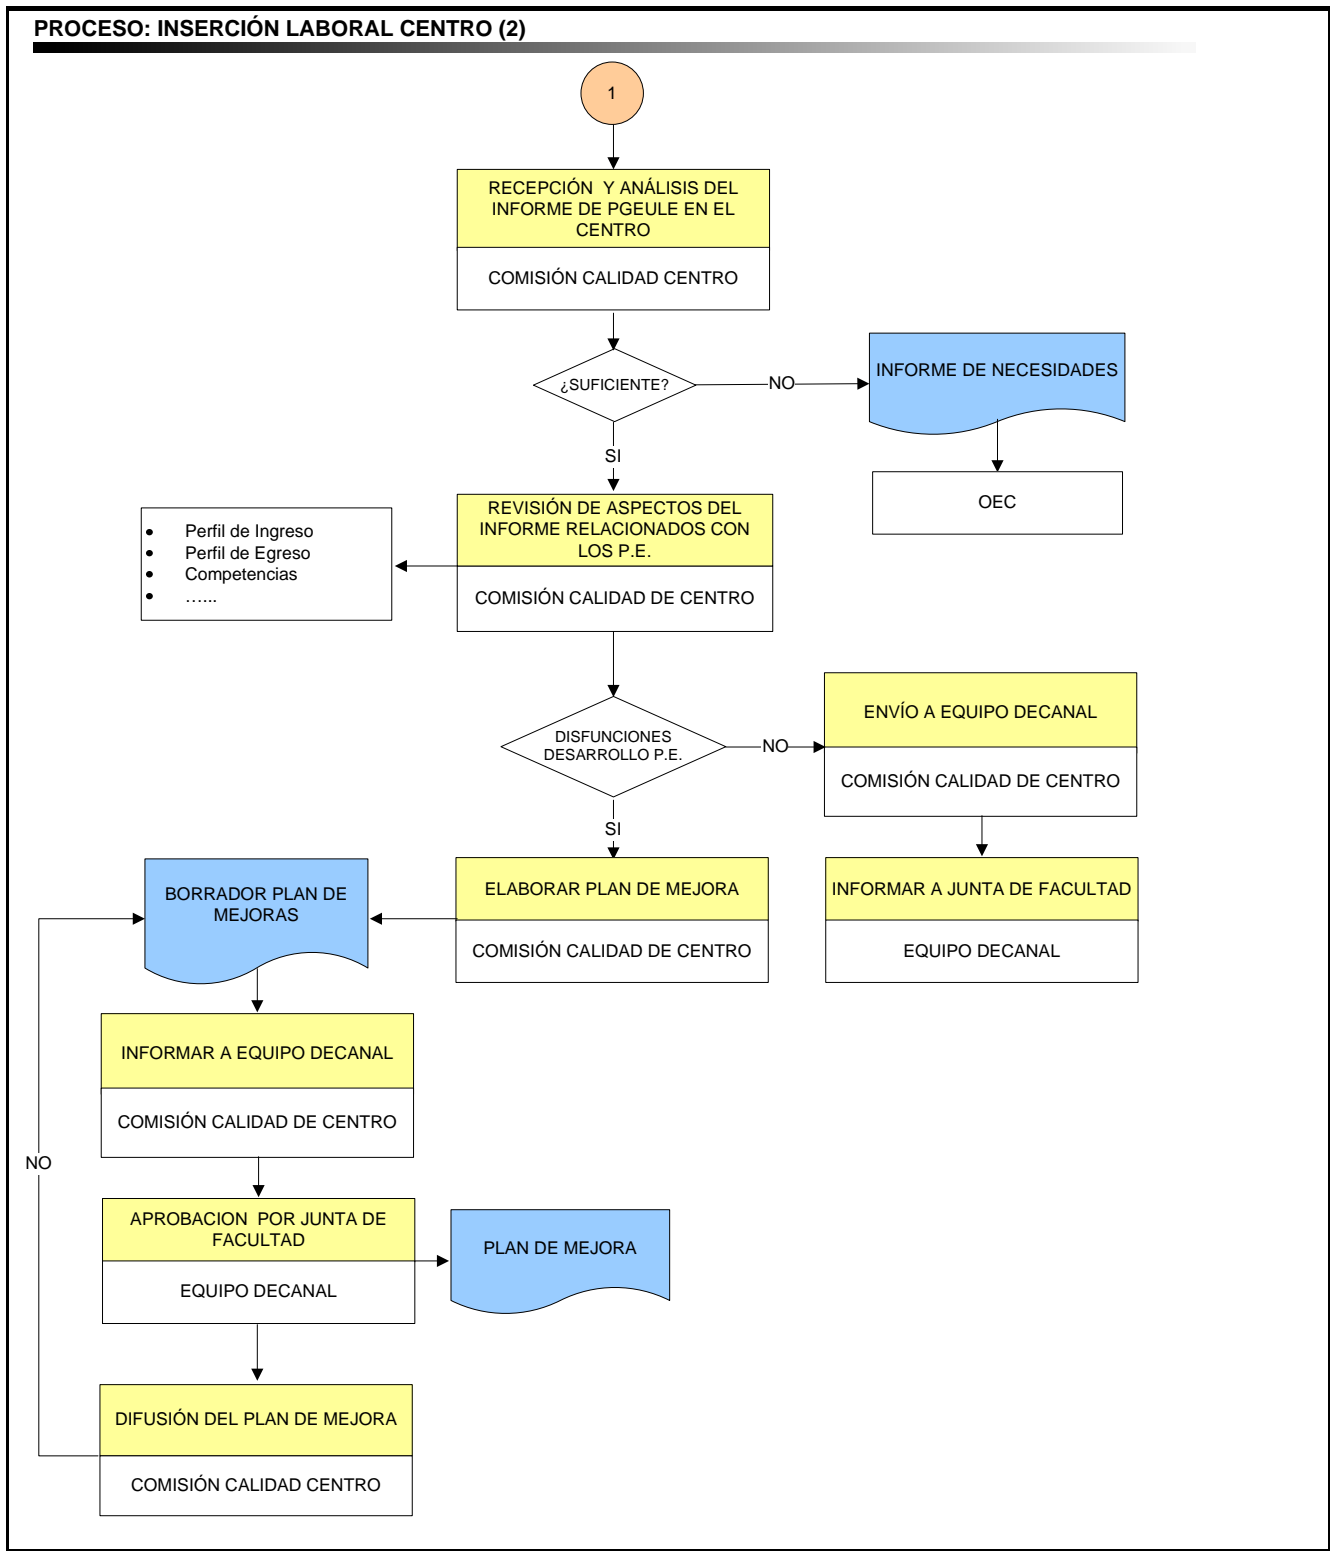 PROCESO: INSERCIÓN LABORAL CENTRO (2)
1
RECEPCIÓN  Y ANÁLISIS DEL
INFORME DE PGEULE EN EL
CENTRO
COMISIÓN CALIDAD CENTRO
¿SUFICIENTE?
NO
INFORME DE NECESIDADES
OEC
SI
REVISIÓN DE ASPECTOS DEL
INFORME RELACIONADOS CON
LOS P.E.
COMISIÓN CALIDAD DE CENTRO
• Perfil de Ingreso
• Perfil de Egreso
• Competencias
• …...
DISFUNCIONES
DESARROLLO P.E.
NO
ENVÍO A EQUIPO DECANAL
COMISIÓN CALIDAD DE CENTRO
SI
INFORMAR A JUNTA DE FACULTAD
EQUIPO DECANAL
ELABORAR PLAN DE MEJORA
COMISIÓN CALIDAD DE CENTRO
BORRADOR PLAN DE
MEJORAS
INFORMAR A EQUIPO DECANAL
COMISIÓN CALIDAD DE CENTRO
NO
APROBACION  POR JUNTA DE
FACULTAD
EQUIPO DECANAL
PLAN DE MEJORA
DIFUSIÓN DEL PLAN DE MEJORA
COMISIÓN CALIDAD CENTRO